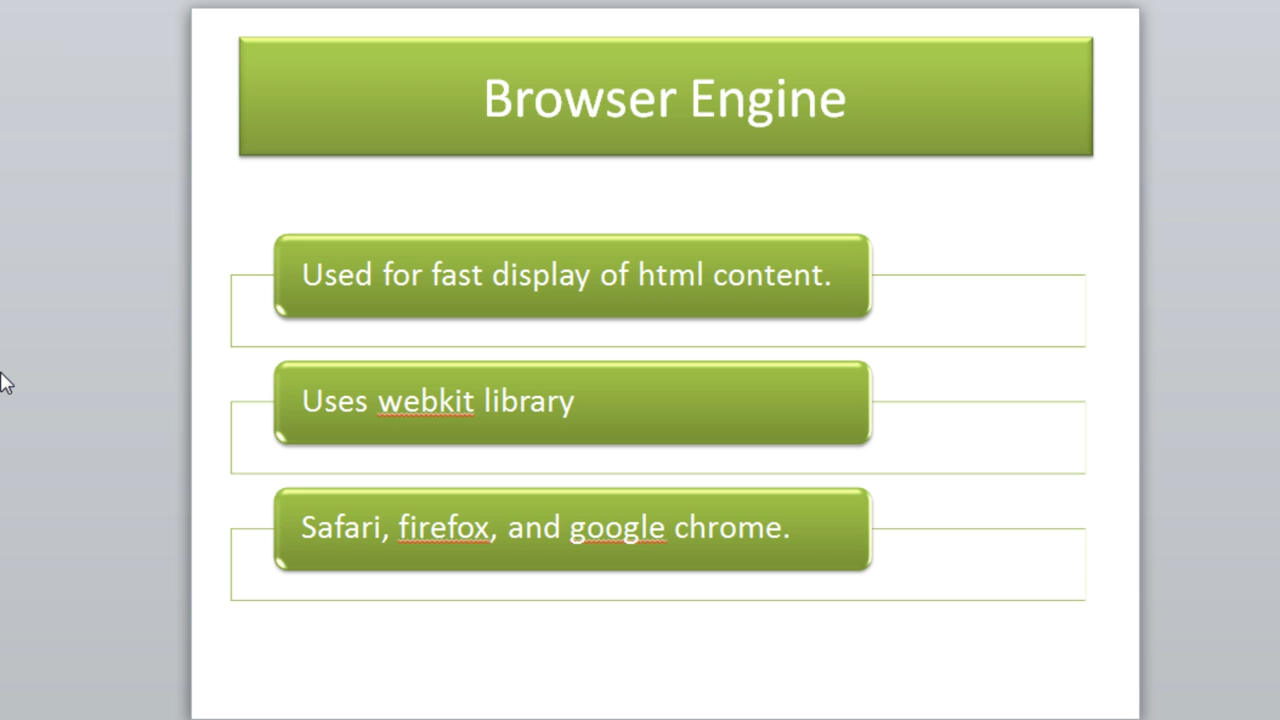 Browser Engine
Used for fast display of html content.
Uses webkit library
Safari, firefox, and google chrome.